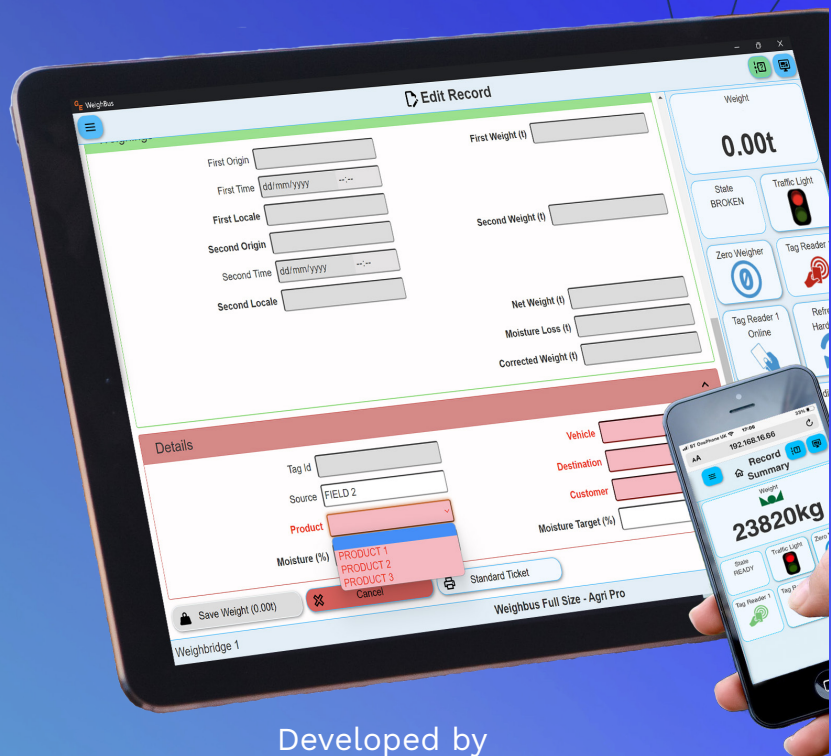 WeighBus
Edit Record
First Origin
First Time dd/mm/yyyy --:--
First Locale
Second Origin
Second Time dd/mm/yyyy --:--
Second Locale
First Weight (t)
Second Weight (t)
Net Weight (t)
Moisture Loss (t)
Corrected Weight (t)
Weight
0.00t
State
BROKEN
Traffic Light
Zero Weigher
Tag Reader
Tag Reader 1
Online
Details
Tag Id
Source FIELD 2
Product
PRODUCT 1
PRODUCT 2
PRODUCT 3
Moisture (%)
Vehicle
Destination
Customer
Moisture Target (%)
Save Weight (0.00t)
Cancel
Standard Ticket
Weighbridge 1
Weighbus Full Size - Agri Pro
17:06
33%
AA
192.168.16.66
Record
Summary
Weight
23820kg
State
READY
Traffic Light
Zero
Tag Reader 1
Developed by